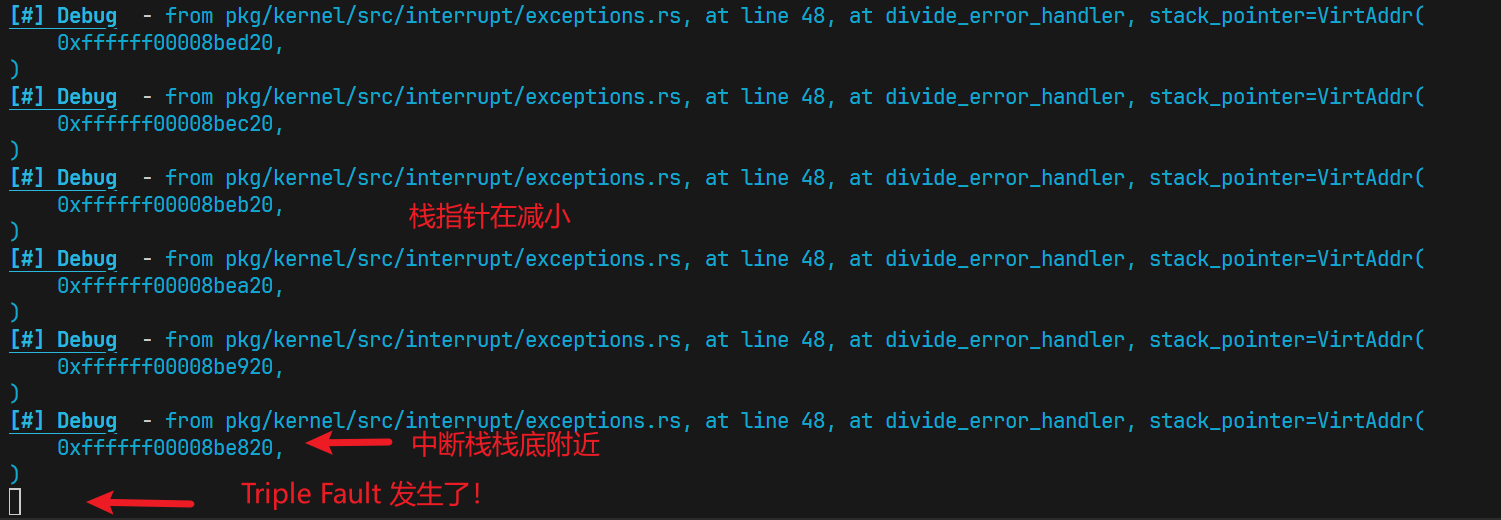 [#] Debug  - from pkg/kernel/src/interrupt/exceptions.rs, at line 48, at divide_error_handler, stack_pointer=VirtAddr(
    0xffffff00008bed20,
)
[#] Debug  - from pkg/kernel/src/interrupt/exceptions.rs, at line 48, at divide_error_handler, stack_pointer=VirtAddr(
    0xffffff00008bec20,
)
[#] Debug  - from pkg/kernel/src/interrupt/exceptions.rs, at line 48, at divide_error_handler, stack_pointer=VirtAddr(
    0xffffff00008beb20,
栈指针在减小
)
[#] Debug  - from pkg/kernel/src/interrupt/exceptions.rs, at line 48, at divide_error_handler, stack_pointer=VirtAddr(
    0xffffff00008bea20,
)
[#] Debug  - from pkg/kernel/src/interrupt/exceptions.rs, at line 48, at divide_error_handler, stack_pointer=VirtAddr(
    0xffffff00008be920,
)
[#] Debug  - from pkg/kernel/src/interrupt/exceptions.rs, at line 48, at divide_error_handler, stack_pointer=VirtAddr(
    0xffffff00008be820,
中断栈栈底附近
)
Triple Fault 发生了!